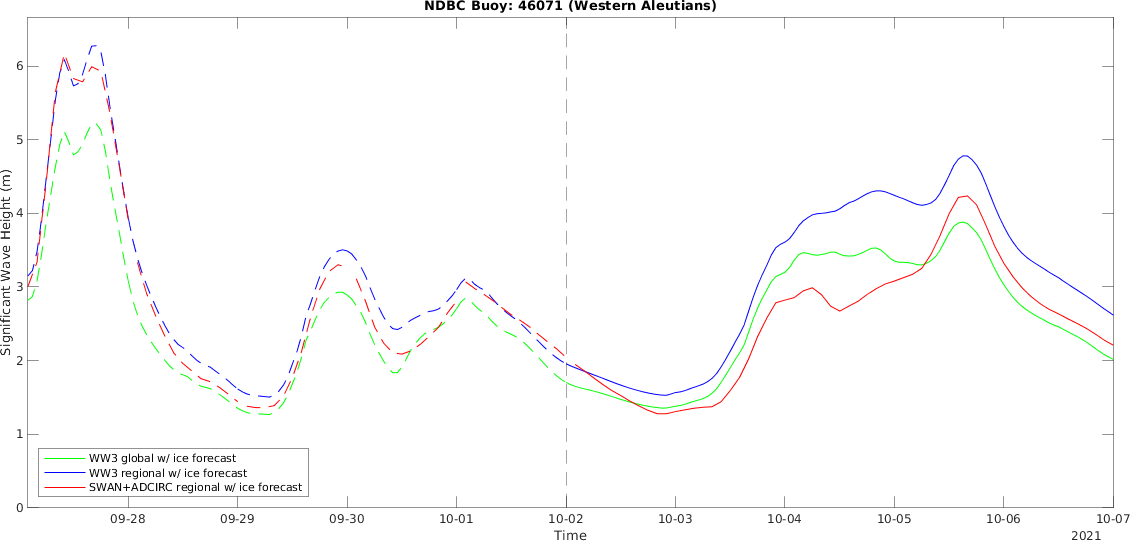 NDBC Buoy: 46071 (Western Aleutians)
Significant Wave Height (m)
6
5
4
3
2
1
0
WW3 global w/ ice forecast
WW3 regional w/ ice forecast
SWAN+ADCIRC regional w/ ice forecast
09-28 09-29 09-30 10-01 10-02 10-03 10-04 10-05 10-06 10-07
Time
2021